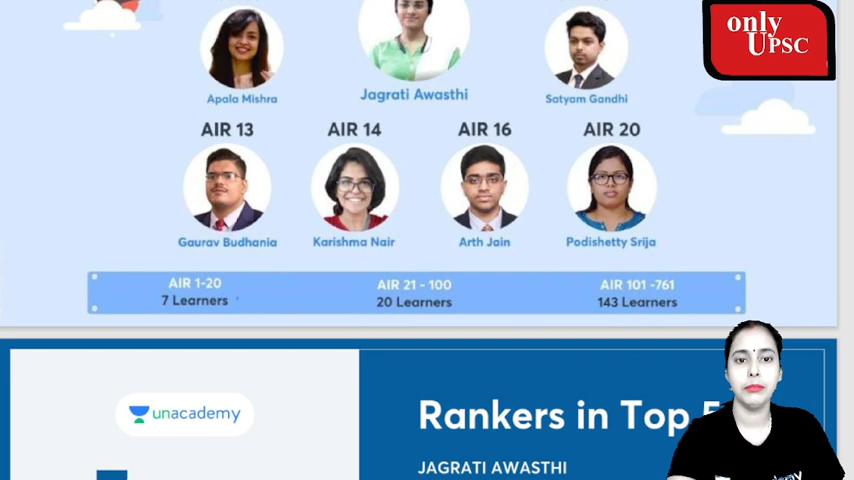 only
UPSC
Apala Mishra
Jagrati Awasthi
Satyam Gandhi
AIR 13
AIR 14
AIR 16
AIR 20
Gaurav Budhania
Karishma Nair
Arth Jain
Podishetty Srija
AIR 1-20
AIR 21 - 100
AIR 101 -761
7 Learners
20 Learners
143 Learners
unacademy
Rankers in Top
JAGRATI AWASTHI